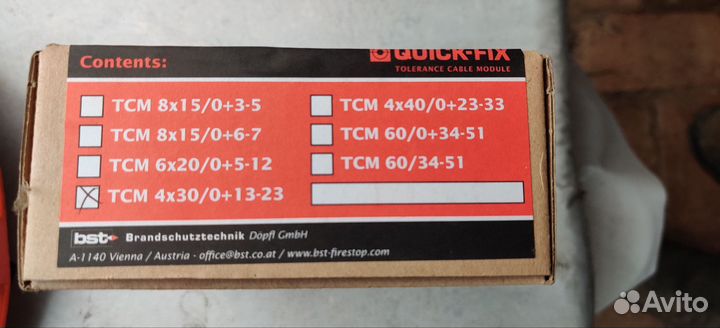 Contents:
QUICK-FIX
TOLERANCE CABLE MODULE
TCM 8x15/0+3-5
TCM 8x15/0+6-7
TCM 6x20/0+5-12
TCM 4x30/0+13-23
TCM 4x40/0+23-33
TCM 60/0+34-51
TCM 60/34-51
bst Brandschutztechnik Döpfl GmbH
A-1140 Vienna / Austria - office@bst.co.at / www.bst-firestop.com
Avito